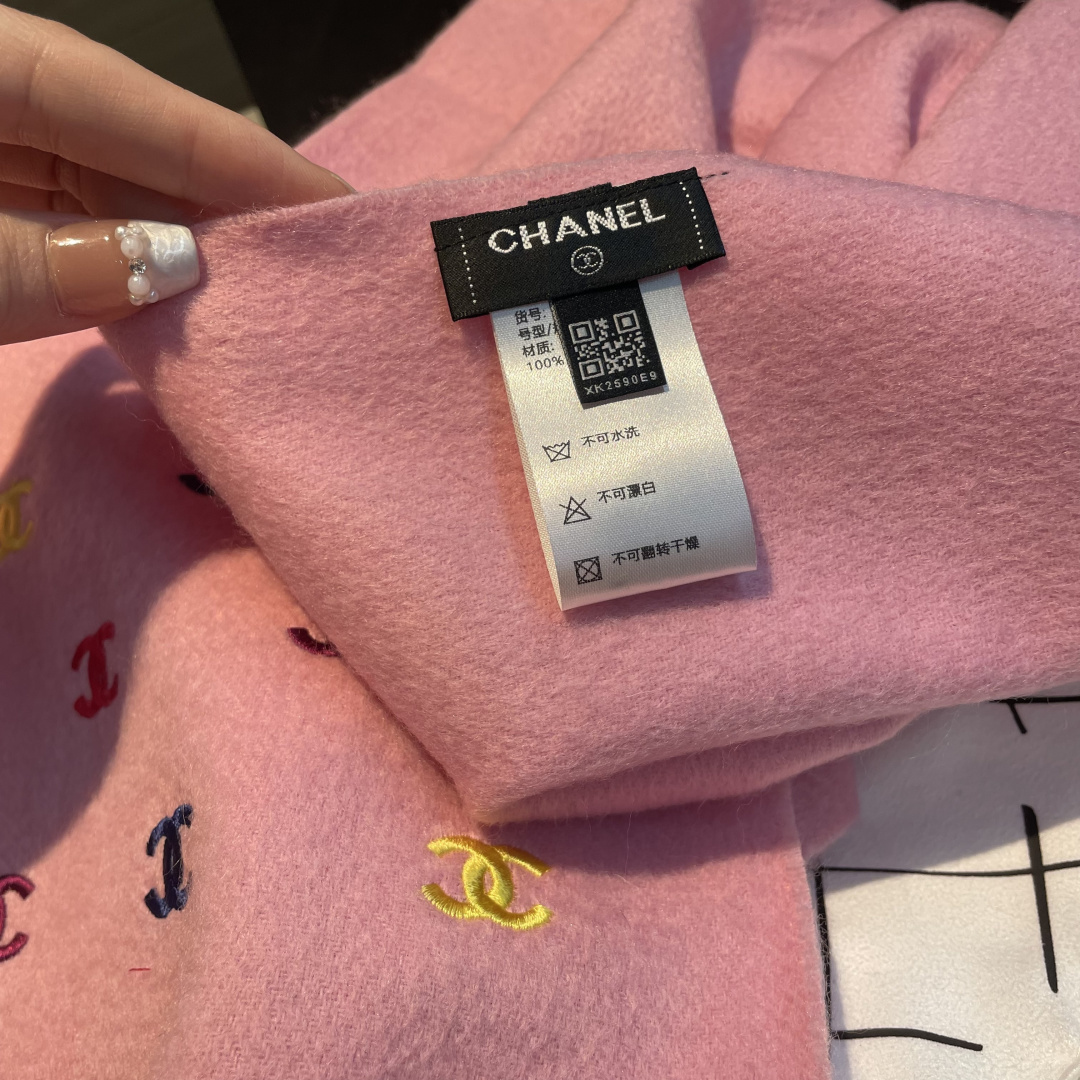 CHANEL
货号:
号型/
材质:
100%
XK2590E9
不可水洗
不可漂白
不可翻转干燥